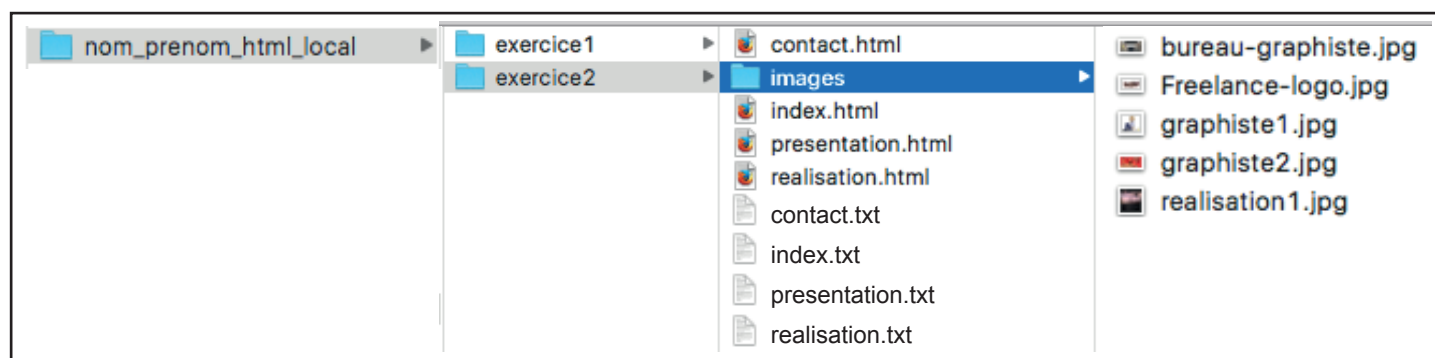 nom_prenom_html_local
exercice1
exercice2
contact.html
images
index.html
presentation.html
realisation.html
contact.txt
index.txt
presentation.txt
realisation.txt
bureau-graphiste.jpg
Freelance-logo.jpg
graphiste1.jpg
graphiste2.jpg
realisation1.jpg